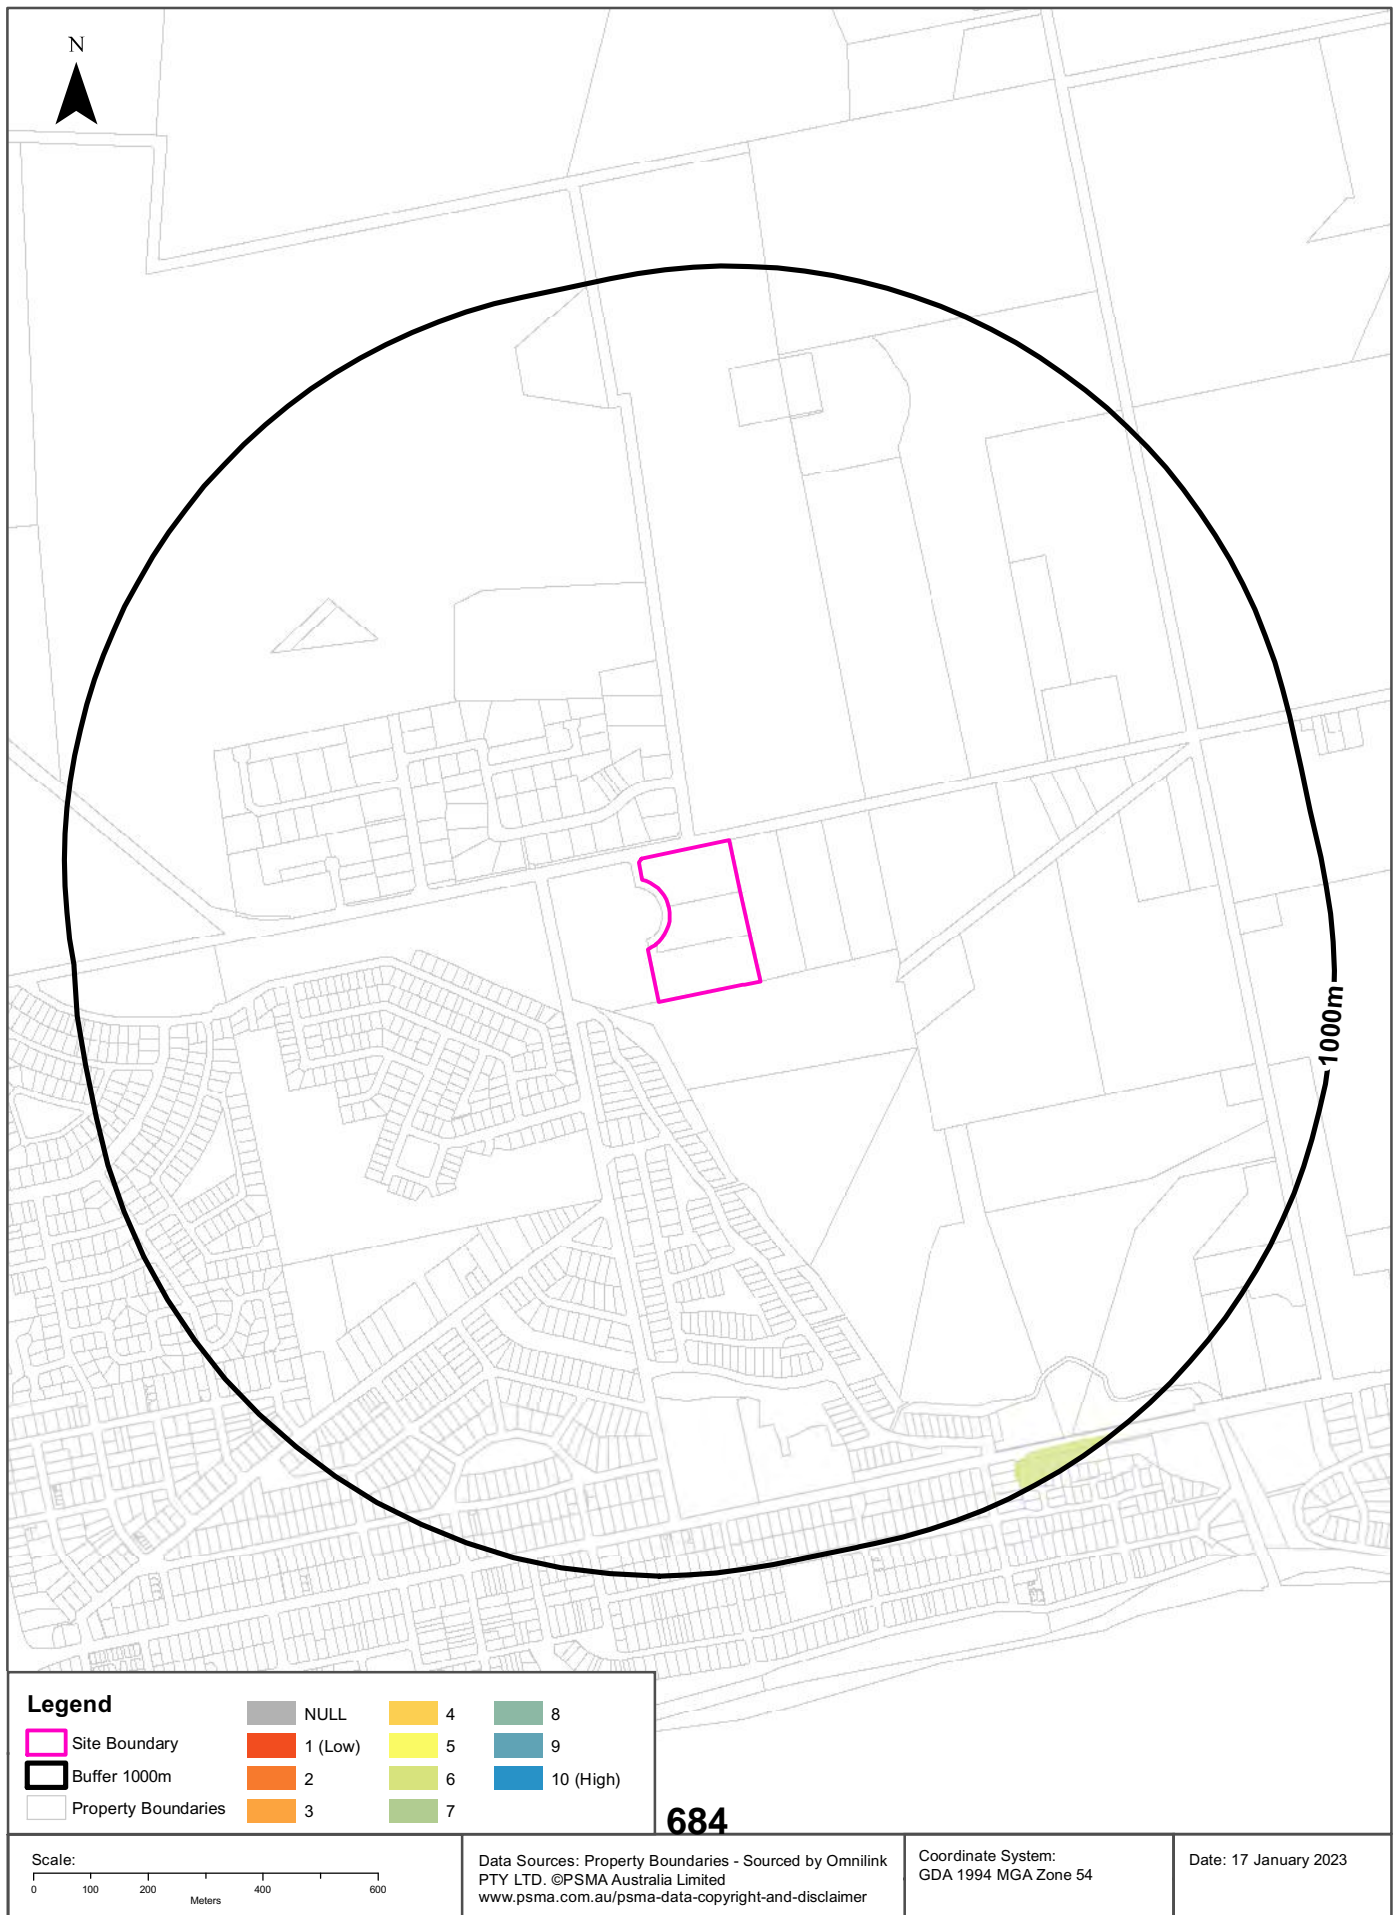 N
1000m
Legend
Site Boundary
Buffer 1000m
Property Boundaries
NULL
1 (Low)
2
3
4
5
6
7
8
9
10 (High)
684
Scale:
0 100 200 400 600
Meters
Data Sources: Property Boundaries - Sourced by Omnilink
PTY LTD. ©PSMA Australia Limited
www.psma.com.au/psma-data-copyright-and-disclaimer
Coordinate System:
GDA 1994 MGA Zone 54
Date: 17 January 2023